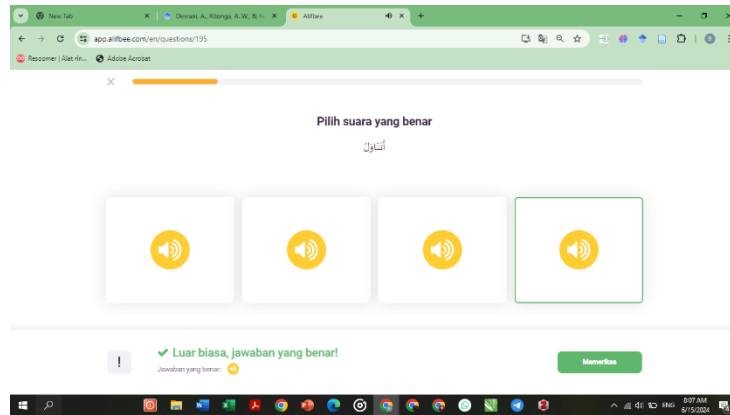 New Tab
Desrani, A., Ritonga, A. W., & F
Alifbee
app.alifbee.com/en/questions/195
Resoomer | Alat rin...
Adobe Acrobat
Pilih suara yang benar
أَتَنَاوَلُ
!
Luar biasa, jawaban yang benar!
Jawaban yang benar:
Memeriksa
ENG
8:07 AM
6/15/2024